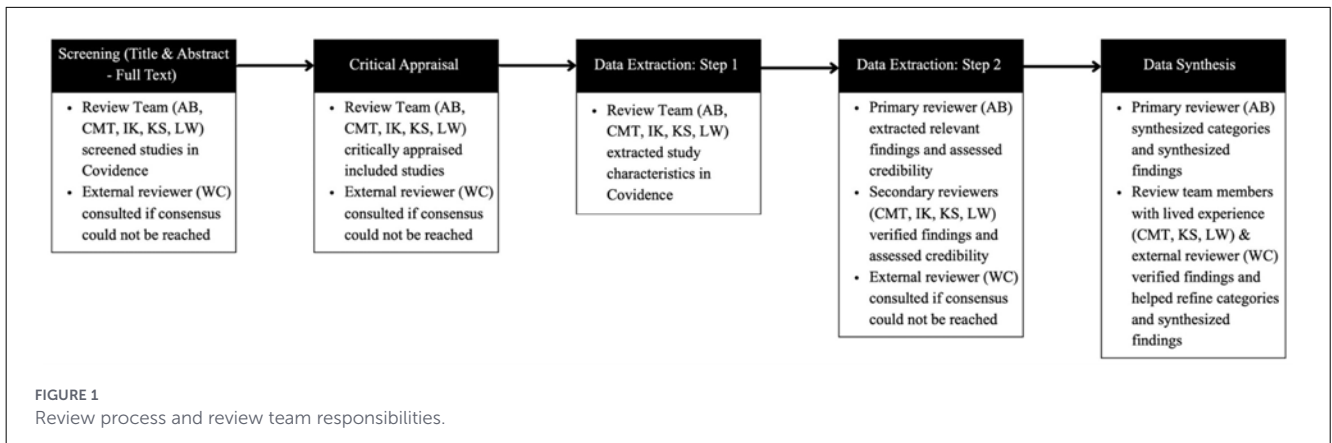 Screening (Title & Abstract
- Full Text)
• Review Team (AB,
CMT, IK, KS, LW)
screened studies in
Covidence
• External reviewer (WC)
consulted if consensus
could not be reached
Critical Appraisal
• Review Team (AB,
CMT, IK, KS, LW)
critically appraised
included studies
• External reviewer (WC)
consulted if consensus
could not be reached
Data Extraction: Step 1
• Review Team (AB,
CMT, IK, KS, LW)
extracted study
characteristics in
Covidence
Data Extraction: Step 2
• Primary reviewer (AB)
extracted relevant
findings and assessed
credibility
• Secondary reviewers
(CMT, IK, KS, LW)
verified findings and
assessed credibility
• External reviewer (WC)
consulted if consensus
could not be reached
Data Synthesis
• Primary reviewer (AB)
synthesized categories
and synthesized
findings
• Review team members
with lived experience
(CMT, KS, LW) &
external reviewer (WC)
verified findings and
helped refine categories
and synthesized
findings
FIGURE 1
Review process and review team responsibilities.